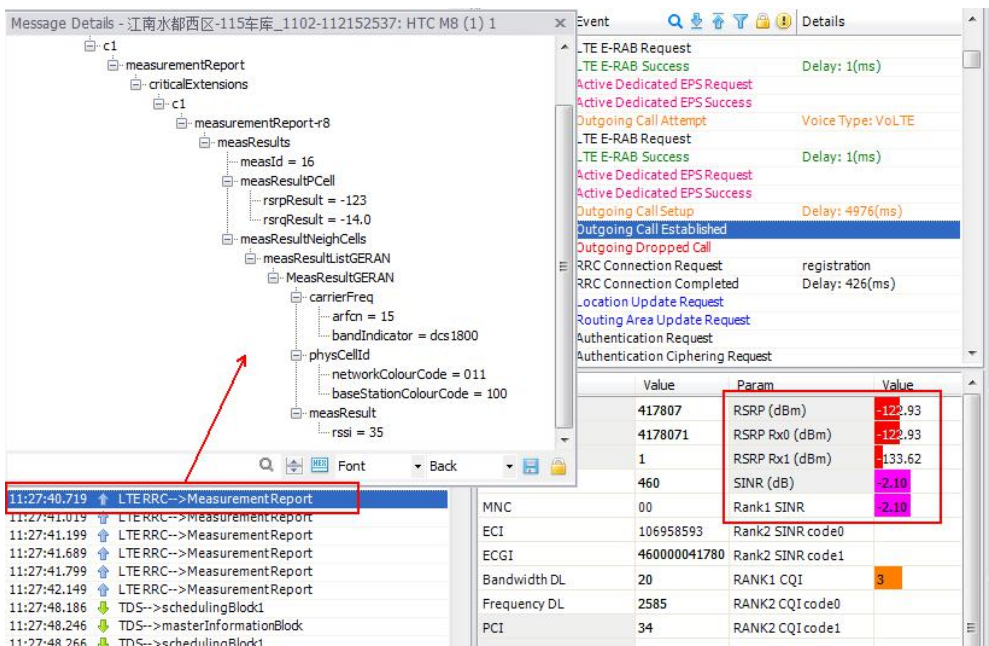 Message Details - 江南水都西区-115车库_1102-112152537: HTC M8 (1) 1
c1
measurementReport
criticalExtensions
c1
measurementReport-r8
measResults
measId = 16
measResultPCell
rsrpResult = -123
rsrqResult = -14.0
measResultNeighCells
measResultListGERAN
MeasResultGERAN
carrierFreq
arfcn = 15
bandIndicator = dcs1800
physCellId
networkColourCode = 011
baseStationColourCode = 100
measResult
rssi = 35
HEX Font Back
11:27:40.719 LTE RRC-->MeasurementReport
11:27:41.019 LTE RRC-->MeasurementReport
11:27:41.199 LTE RRC-->MeasurementReport
11:27:41.689 LTE RRC-->MeasurementReport
11:27:41.799 LTE RRC-->MeasurementReport
11:27:42.149 LTE RRC-->MeasurementReport
11:27:48.186 TDS-->schedulingBlock1
11:27:48.246 TDS-->masterInformationBlock
11:27:48.266 TDS-->schedulingBlock1
Event Details
LTE E-RAB Request
LTE E-RAB Success Delay: 1(ms)
Active Dedicated EPS Request
Active Dedicated EPS Success
Outgoing Call Attempt Voice Type: VoLTE
LTE E-RAB Request
LTE E-RAB Success Delay: 1(ms)
Active Dedicated EPS Request
Active Dedicated EPS Success
Outgoing Call Setup Delay: 4976(ms)
Outgoing Call Established
Outgoing Dropped Call
RRC Connection Request registration
RRC Connection Completed Delay: 426(ms)
Location Update Request
Routing Area Update Request
Authentication Request
Authentication Ciphering Request
Value Param Value
417807 RSRP (dBm) -122.93
4178071 RSRP Rx0 (dBm) -122.93
1 RSRP Rx1 (dBm) -133.62
460 SINR (dB) -2.10
MNC 00 Rank1 SINR -2.10
ECI 106958593 Rank2 SINR code0
ECGI 460000041780 Rank2 SINR code1
Bandwidth DL 20 RANK1 CQI 3
Frequency DL 2585 RANK2 CQI code0
PCI 34 RANK2 CQI code1